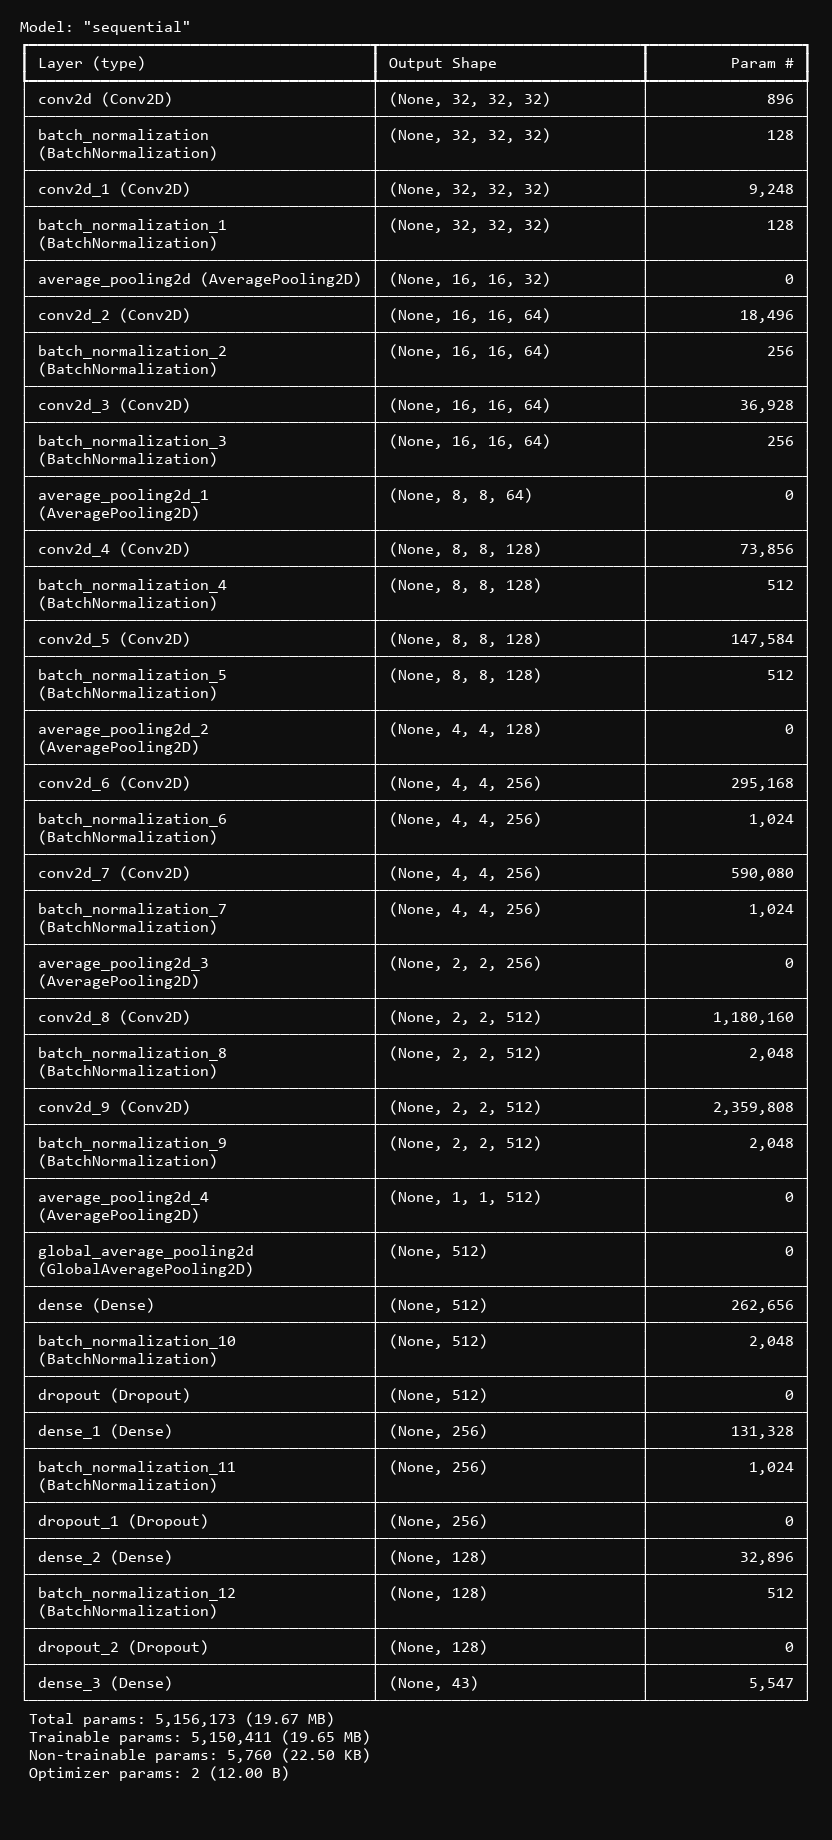 Model: "sequential"
Layer (type) Output Shape Param #
conv2d (Conv2D) (None, 32, 32, 32) 896
batch_normalization (None, 32, 32, 32) 128
(BatchNormalization)
conv2d_1 (Conv2D) (None, 32, 32, 32) 9,248
batch_normalization_1 (None, 32, 32, 32) 128
(BatchNormalization)
average_pooling2d (AveragePooling2D) (None, 16, 16, 32) 0
conv2d_2 (Conv2D) (None, 16, 16, 64) 18,496
batch_normalization_2 (None, 16, 16, 64) 256
(BatchNormalization)
conv2d_3 (Conv2D) (None, 16, 16, 64) 36,928
batch_normalization_3 (None, 16, 16, 64) 256
(BatchNormalization)
average_pooling2d_1 (None, 8, 8, 64) 0
(AveragePooling2D)
conv2d_4 (Conv2D) (None, 8, 8, 128) 73,856
batch_normalization_4 (None, 8, 8, 128) 512
(BatchNormalization)
conv2d_5 (Conv2D) (None, 8, 8, 128) 147,584
batch_normalization_5 (None, 8, 8, 128) 512
(BatchNormalization)
average_pooling2d_2 (None, 4, 4, 128) 0
(AveragePooling2D)
conv2d_6 (Conv2D) (None, 4, 4, 256) 295,168
batch_normalization_6 (None, 4, 4, 256) 1,024
(BatchNormalization)
conv2d_7 (Conv2D) (None, 4, 4, 256) 590,080
batch_normalization_7 (None, 4, 4, 256) 1,024
(BatchNormalization)
average_pooling2d_3 (None, 2, 2, 256) 0
(AveragePooling2D)
conv2d_8 (Conv2D) (None, 2, 2, 512) 1,180,160
batch_normalization_8 (None, 2, 2, 512) 2,048
(BatchNormalization)
conv2d_9 (Conv2D) (None, 2, 2, 512) 2,359,808
batch_normalization_9 (None, 2, 2, 512) 2,048
(BatchNormalization)
average_pooling2d_4 (None, 1, 1, 512) 0
(AveragePooling2D)
global_average_pooling2d (None, 512) 0
(GlobalAveragePooling2D)
dense (Dense) (None, 512) 262,656
batch_normalization_10 (None, 512) 2,048
(BatchNormalization)
dropout (Dropout) (None, 512) 0
dense_1 (Dense) (None, 256) 131,328
batch_normalization_11 (None, 256) 1,024
(BatchNormalization)
dropout_1 (Dropout) (None, 256) 0
dense_2 (Dense) (None, 128) 32,896
batch_normalization_12 (None, 128) 512
(BatchNormalization)
dropout_2 (Dropout) (None, 128) 0
dense_3 (Dense) (None, 43) 5,547
Total params: 5,156,173 (19.67 MB)
Trainable params: 5,150,411 (19.65 MB)
Non-trainable params: 5,760 (22.50 KB)
Optimizer params: 2 (12.00 B)